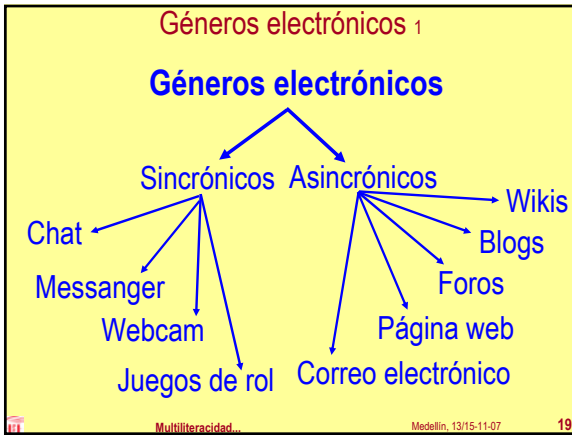 Géneros electrónicos 1
Géneros electrónicos
Sincrónicos Asincrónicos
Wikis
Chat
Blogs
Messanger
Foros
Webcam
Página web
Juegos de rol
Correo electrónico
Multiliteracidad...
Medellín, 13/15-11-07
19